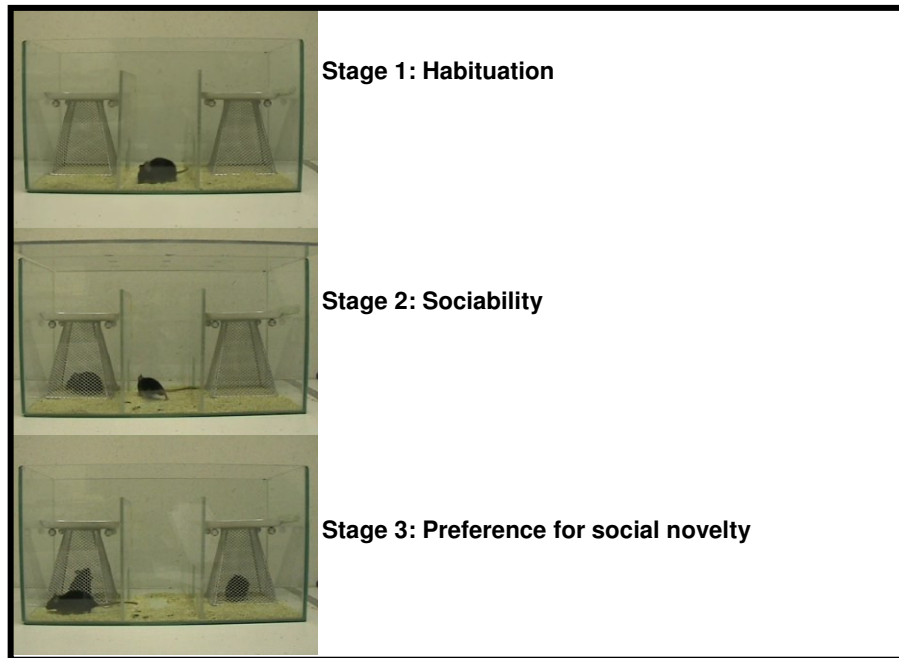 Stage 1: Habituation
Stage 2: Sociability
Stage 3: Preference for social novelty